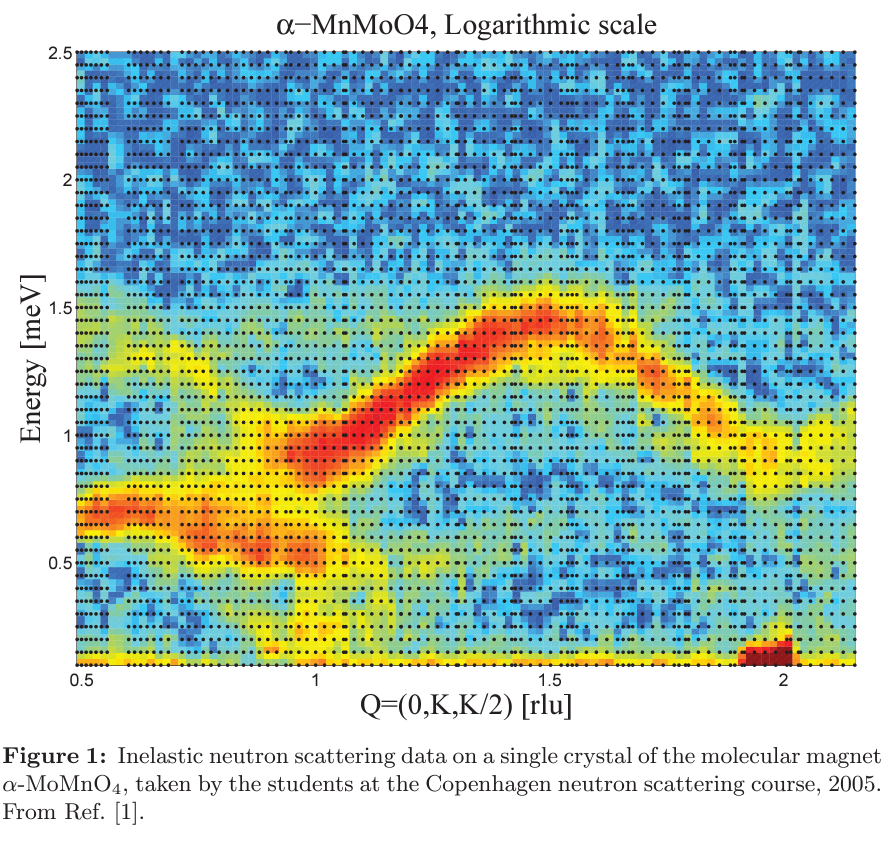 α−MnMoO4, Logarithmic scale
2.5
2
1.5
1
0.5
Energy [meV]
0.5 1 1.5 2
Q=(0,K,K/2) [rlu]
Figure 1: Inelastic neutron scattering data on a single crystal of the molecular magnet
α-MoMnO₄, taken by the students at the Copenhagen neutron scattering course, 2005.
From Ref. [1].